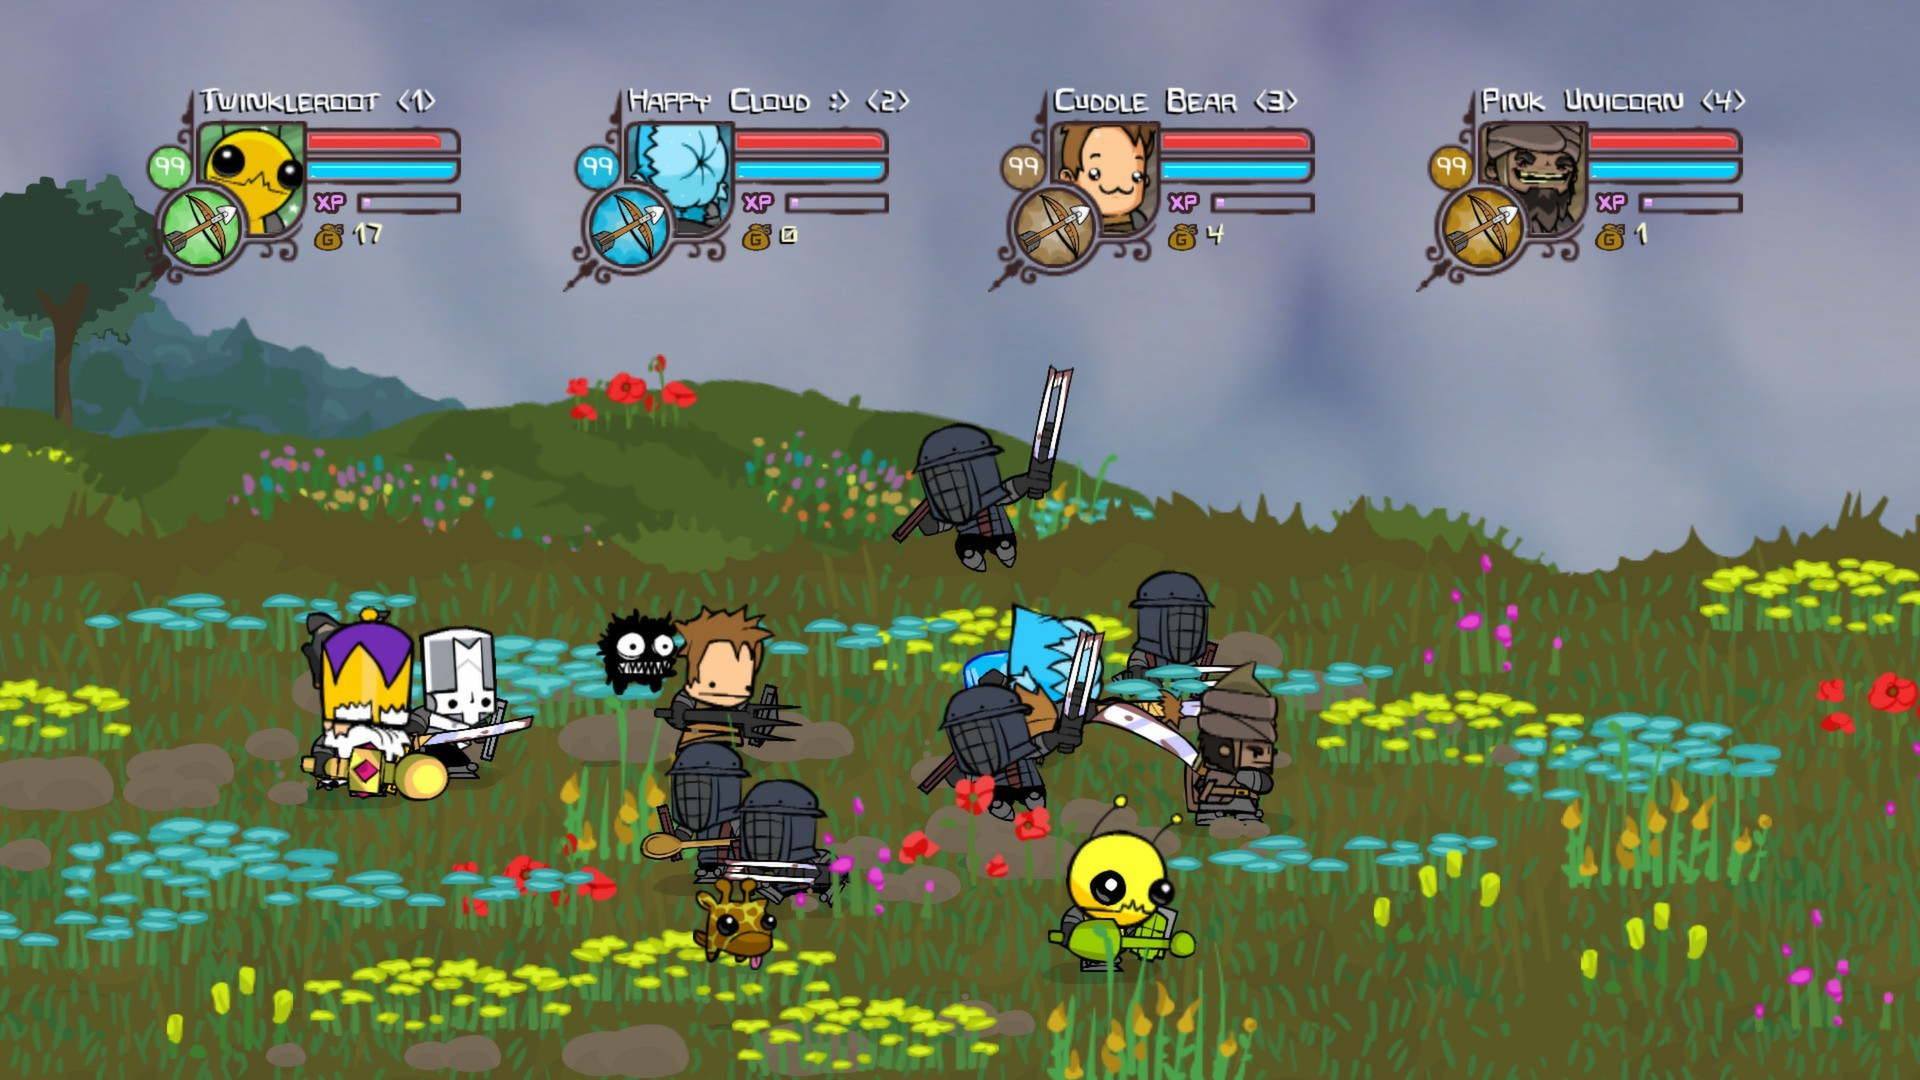 TWINKLEROOT <1>
99
XP
G 17
HAPPY CLOUD :> <2>
99
XP
G 0
CUDDLE BEAR <3>
99
XP
G 4
PINK UNICORN <4>
99
XP
G 1